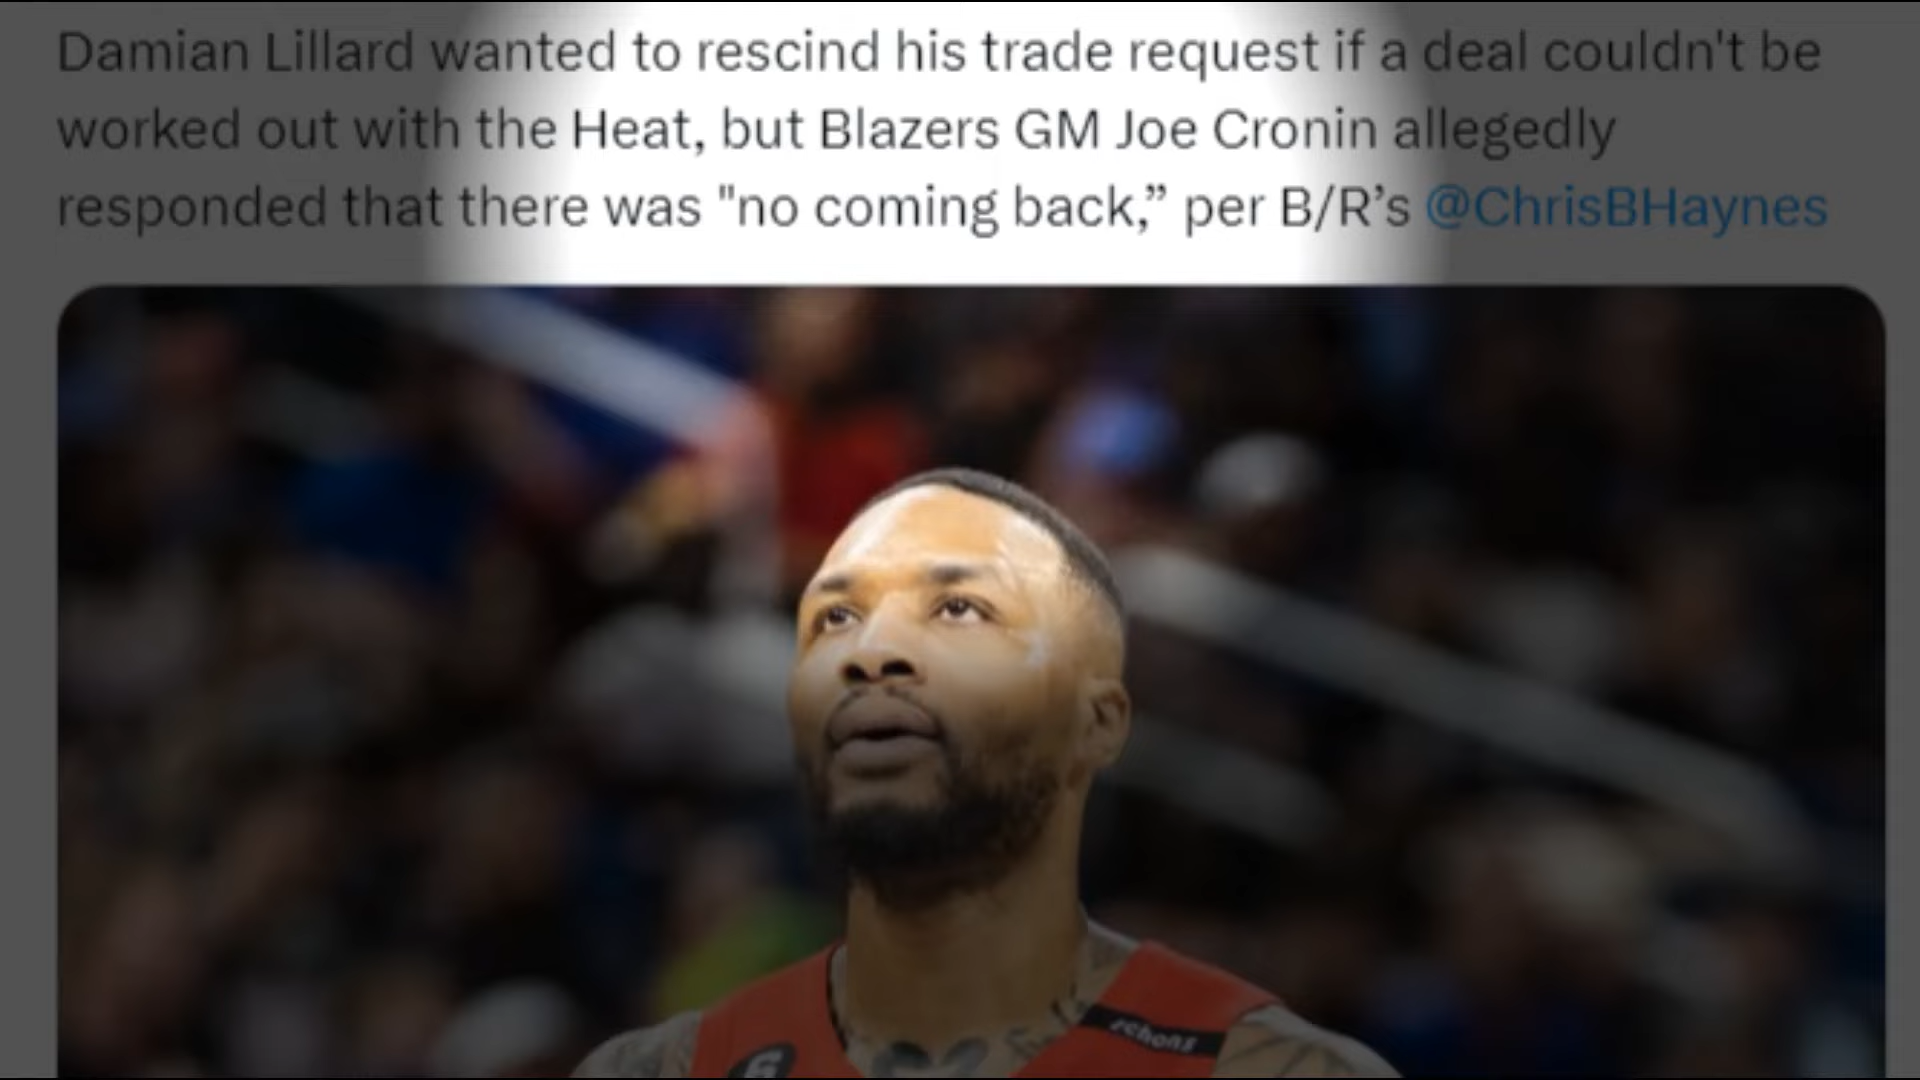 Damian Lillard wanted to rescind his trade request if a deal couldn't be
worked out with the Heat, but Blazers GM Joe Cronin allegedly
responded that there was "no coming back,” per B/R’s @ChrisBHaynes
6